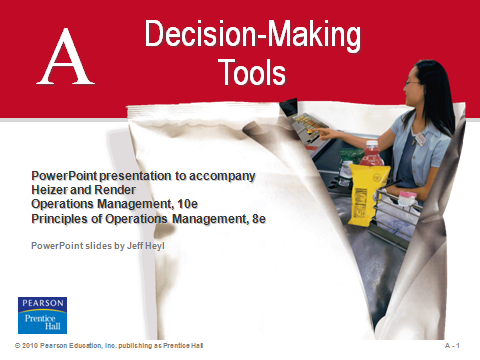 A
Decision-Making
Tools
PowerPoint presentation to accompany
Heizer and Render
Operations Management, 10e
Principles of Operations Management, 8e
PowerPoint slides by Jeff Heyl
PEARSON
Prentice
Hall
© 2010 Pearson Education, Inc. publishing as Prentice Hall
A - 1